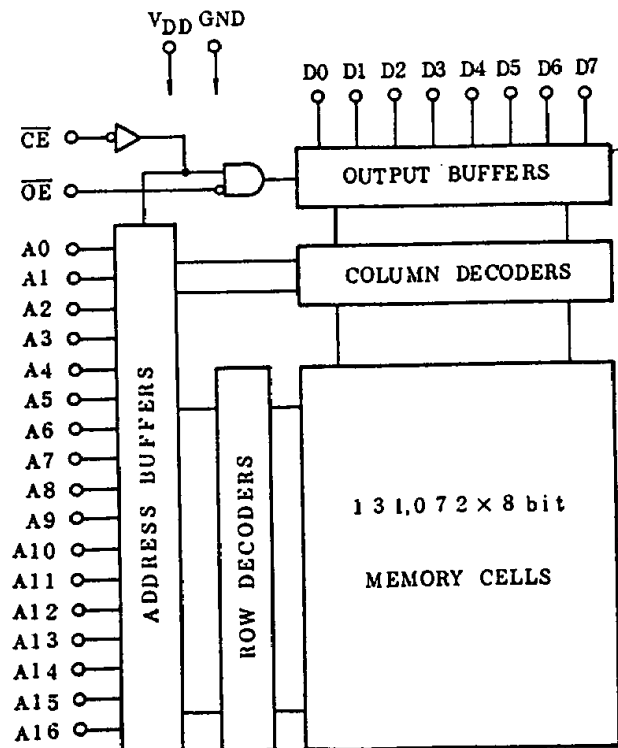 VDD GND
D0 D1 D2 D3 D4 D5 D6 D7
CE
OE
OUTPUT BUFFERS
A0
A1
A2
A3
A4
A5
A6
A7
A8
A9
A10
A11
A12
A13
A14
A15
A16
ADDRESS BUFFERS
COLUMN DECODERS
ROW DECODERS
131,072 × 8 bit
MEMORY CELLS